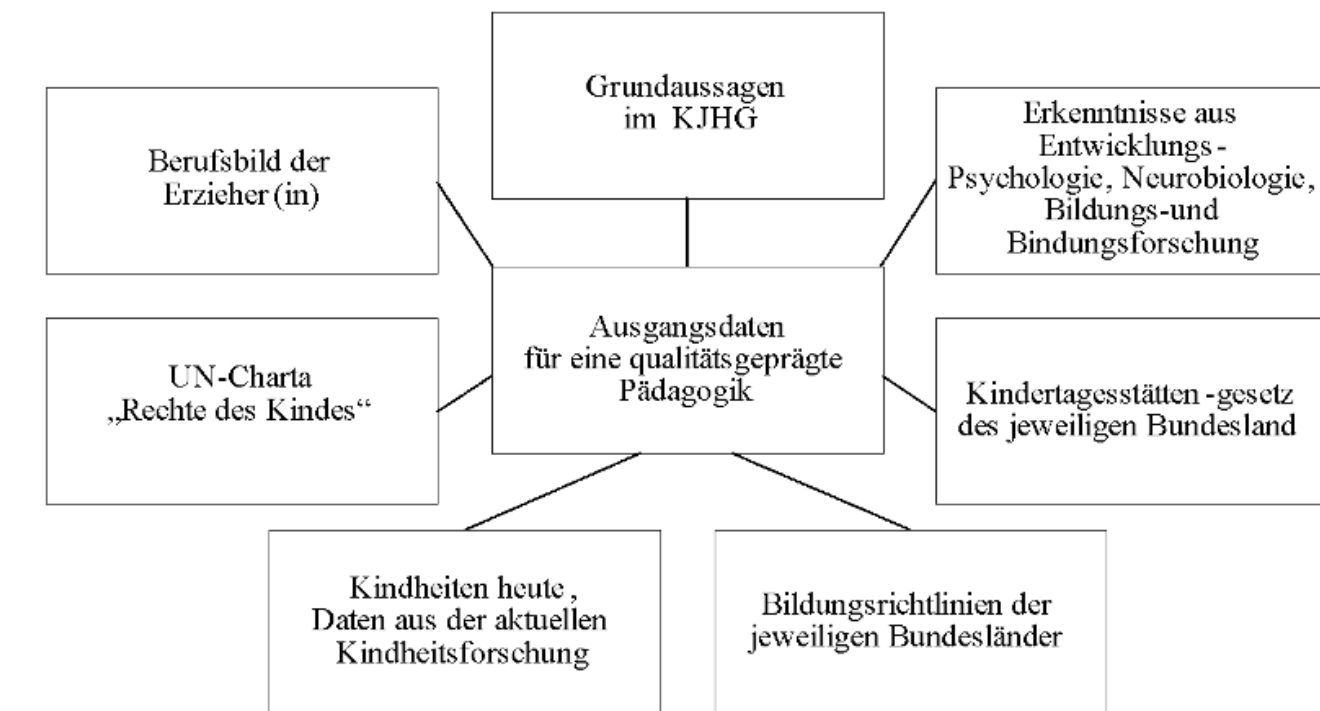 Grundaussagen
im KJHG
Berufsbild der
Erzieher (in)
Erkenntnisse aus
Entwicklungs -
Psychologie, Neurobiologie,
Bildungs-und
Bindungsforschung
Ausgangsdaten
für eine qualitätsgeprägte
Pädagogik
UN-Charta
„Rechte des Kindes“
Kindertagesstätten -gesetz
des jeweiligen Bundesland
Kindheiten heute ,
Daten aus der aktuellen
Kindheitsforschung
Bildungsrichtlinien der
jeweiligen Bundesländer